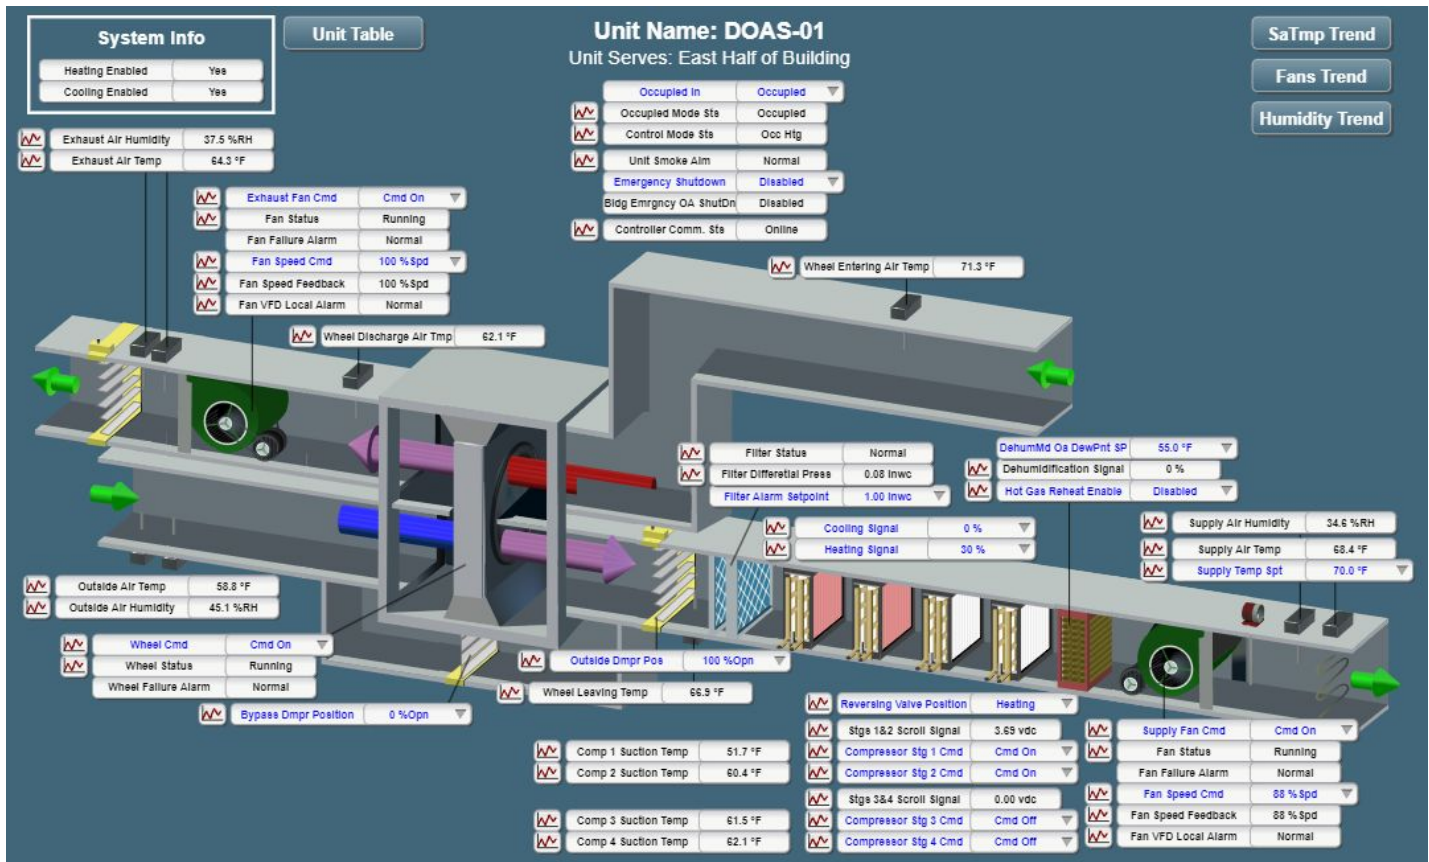 System Info
Heating Enabled Yes
Cooling Enabled Yes
Unit Table
Unit Name: DOAS-01
Unit Serves: East Half of Building
SaTmp Trend
Fans Trend
Humidity Trend
Occupied In Occupied
Occupied Mode Sts Occupied
Control Mode Sts Occ Htg
Unit Smoke Alm Normal
Emergency Shutdown Disabled
Bldg Emrgncy OA ShutDn Disabled
Controller Comm. Sts Online
Exhaust Air Humidity 37.5 %RH
Exhaust Air Temp 64.3 °F
Exhaust Fan Cmd Cmd On
Fan Status Running
Fan Failure Alarm Normal
Fan Speed Cmd 100 %Spd
Fan Speed Feedback 100 %Spd
Fan VFD Local Alarm Normal
Wheel Entering Air Temp 71.3 °F
Wheel Discharge Air Tmp 62.1 °F
Filter Status Normal
Filter Differetial Press 0.08 Inwc
Filter Alarm Setpoint 1.00 Inwc
DehumMd Oa DewPnt SP 55.0 °F
Dehumidification Signal 0 %
Hot Gas Reheat Enable Disabled
Cooling Signal 0 %
Heating Signal 30 %
Supply Air Humidity 34.6 %RH
Supply Air Temp 68.4 °F
Supply Temp Spt 70.0 °F
Outside Air Temp 58.8 °F
Outside Air Humidity 45.1 %RH
Wheel Cmd Cmd On
Wheel Status Running
Wheel Failure Alarm Normal
Bypass Dmpr Position 0 %Opn
Outside Dmpr Pos 100 %Opn
Wheel Leaving Temp 66.9 °F
Reversing Valve Position Heating
Stgs 1&2 Scroll Signal 3.69 vdc
Compressor Stg 1 Cmd Cmd On
Compressor Stg 2 Cmd Cmd On
Stgs 3&4 Scroll Signal 0.00 vdc
Compressor Stg 3 Cmd Cmd Off
Compressor Stg 4 Cmd Cmd Off
Comp 1 Suction Temp 51.7 °F
Comp 2 Suction Temp 60.4 °F
Comp 3 Suction Temp 61.5 °F
Comp 4 Suction Temp 62.1 °F
Supply Fan Cmd Cmd On
Fan Status Running
Fan Failure Alarm Normal
Fan Speed Cmd 88 %Spd
Fan Speed Feedback 88 %Spd
Fan VFD Local Alarm Normal